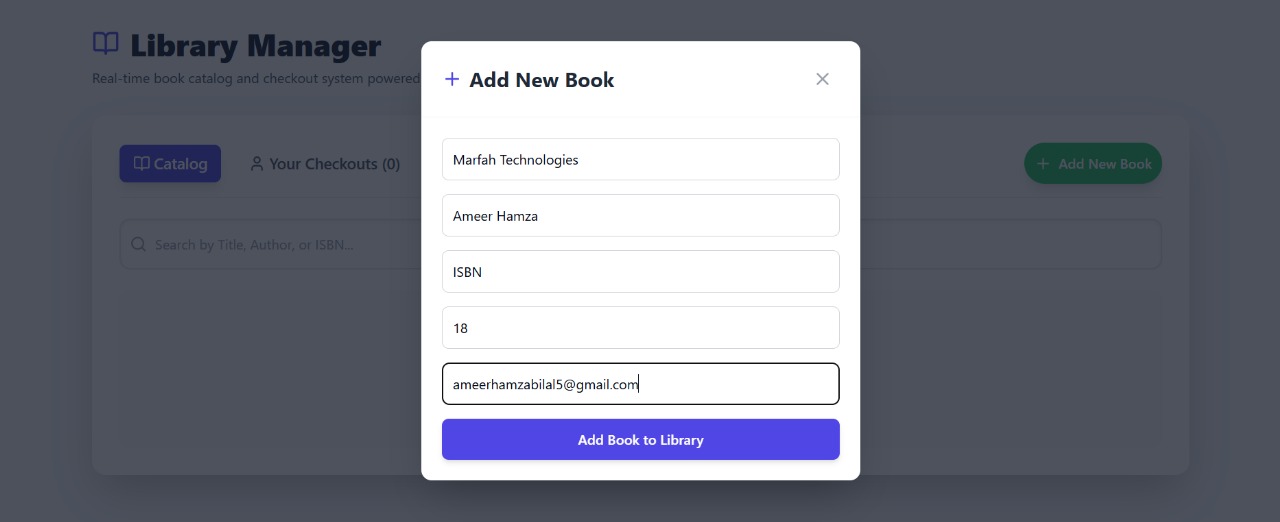 Library Manager
Real-time book catalog and checkout system powered
Add New Book
Catalog
Your Checkouts (0)
Add New Book
Search by Title, Author, or ISBN...
Marfah Technologies
Ameer Hamza
ISBN
18
ameerhamzabilal5@gmail.com
Add Book to Library